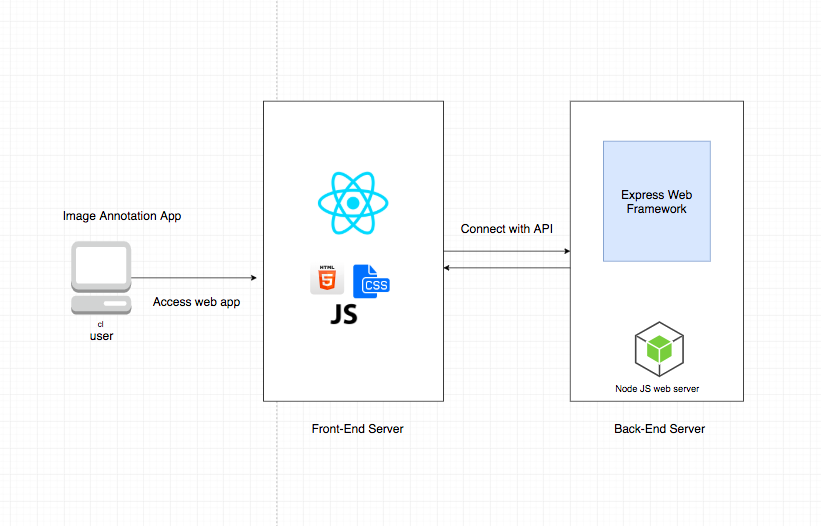 Image Annotation App
cl
user
Access web app
HTML
5
CSS
JS
Front-End Server
Connect with API
Express Web
Framework
Node JS web server
Back-End Server